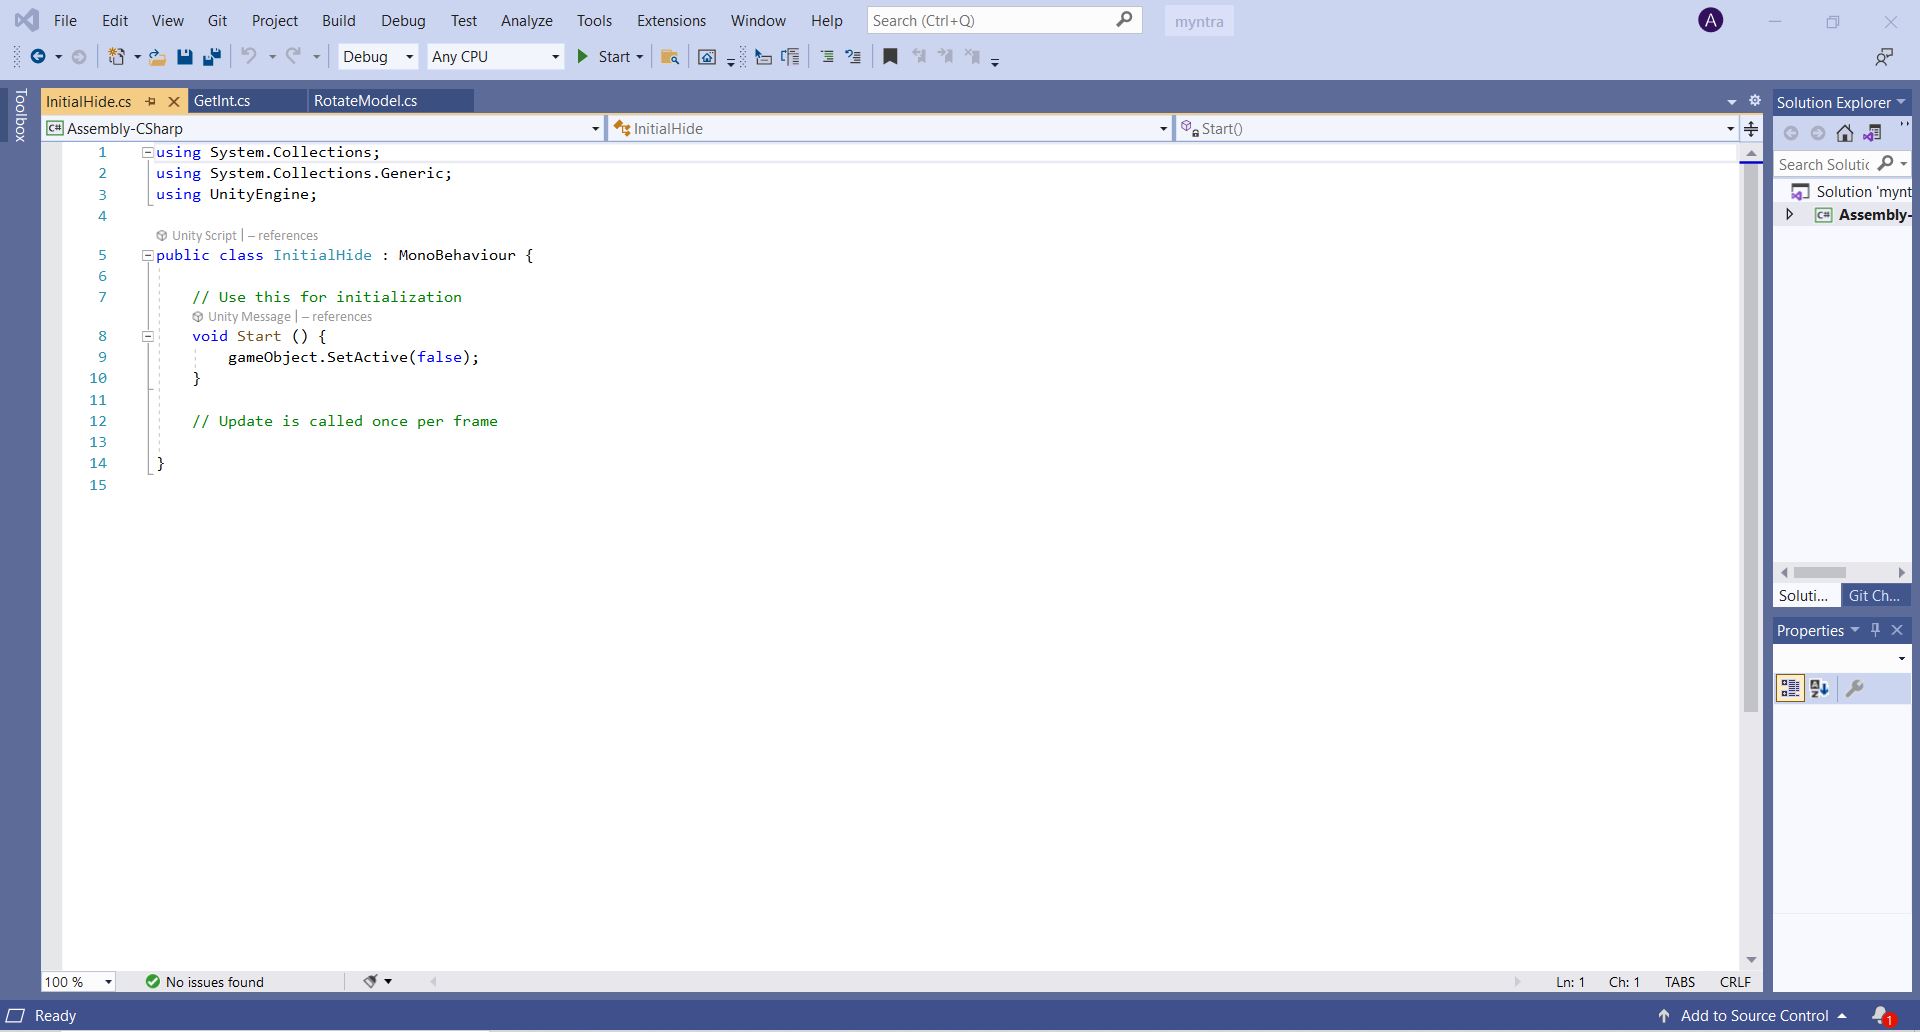 File Edit View Git Project Build Debug Test Analyze Tools Extensions Window Help Search (Ctrl+Q) myntra A
Debug Any CPU Start
Toolbox
InitialHide.cs GetInt.cs RotateModel.cs
C# Assembly-CSharp InitialHide Start()
1 using System.Collections;
2 using System.Collections.Generic;
3 using UnityEngine;
4
Unity Script | – references
5 public class InitialHide : MonoBehaviour {
6
7 // Use this for initialization
Unity Message | – references
8 void Start () {
9 gameObject.SetActive(false);
10 }
11
12 // Update is called once per frame
13
14 }
15
100 % No issues found Ln: 1 Ch: 1 TABS CRLF
Solution Explorer
Search Solutic
Solution 'mynt
C# Assembly-
Soluti... Git Ch...
Properties
Ready Add to Source Control 1